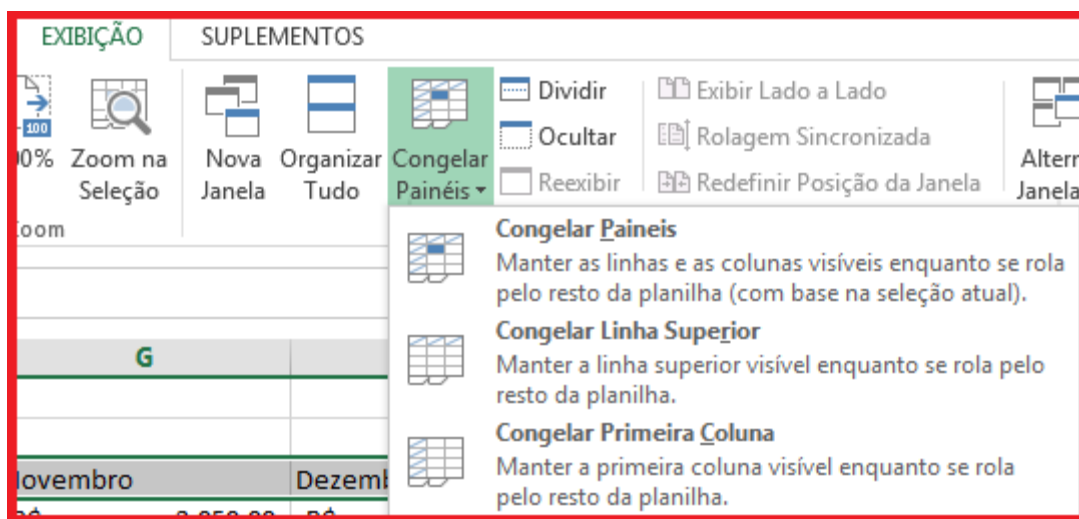 EXIBIÇÃO SUPLEMENTOS
100
Zoom na Seleção
Nova Janela
Organizar Tudo
Congelar Painéis
Dividir
Ocultar
Reexibir
Exibir Lado a Lado
Rolagem Sincronizada
Redefinir Posição da Janela
Congelar Paineis
Manter as linhas e as colunas visíveis enquanto se rola
pelo resto da planilha (com base na seleção atual).
Congelar Linha Superior
Manter a linha superior visível enquanto se rola pelo
resto da planilha.
Congelar Primeira Coluna
Manter a primeira coluna visível enquanto se rola
pelo resto da planilha.
G